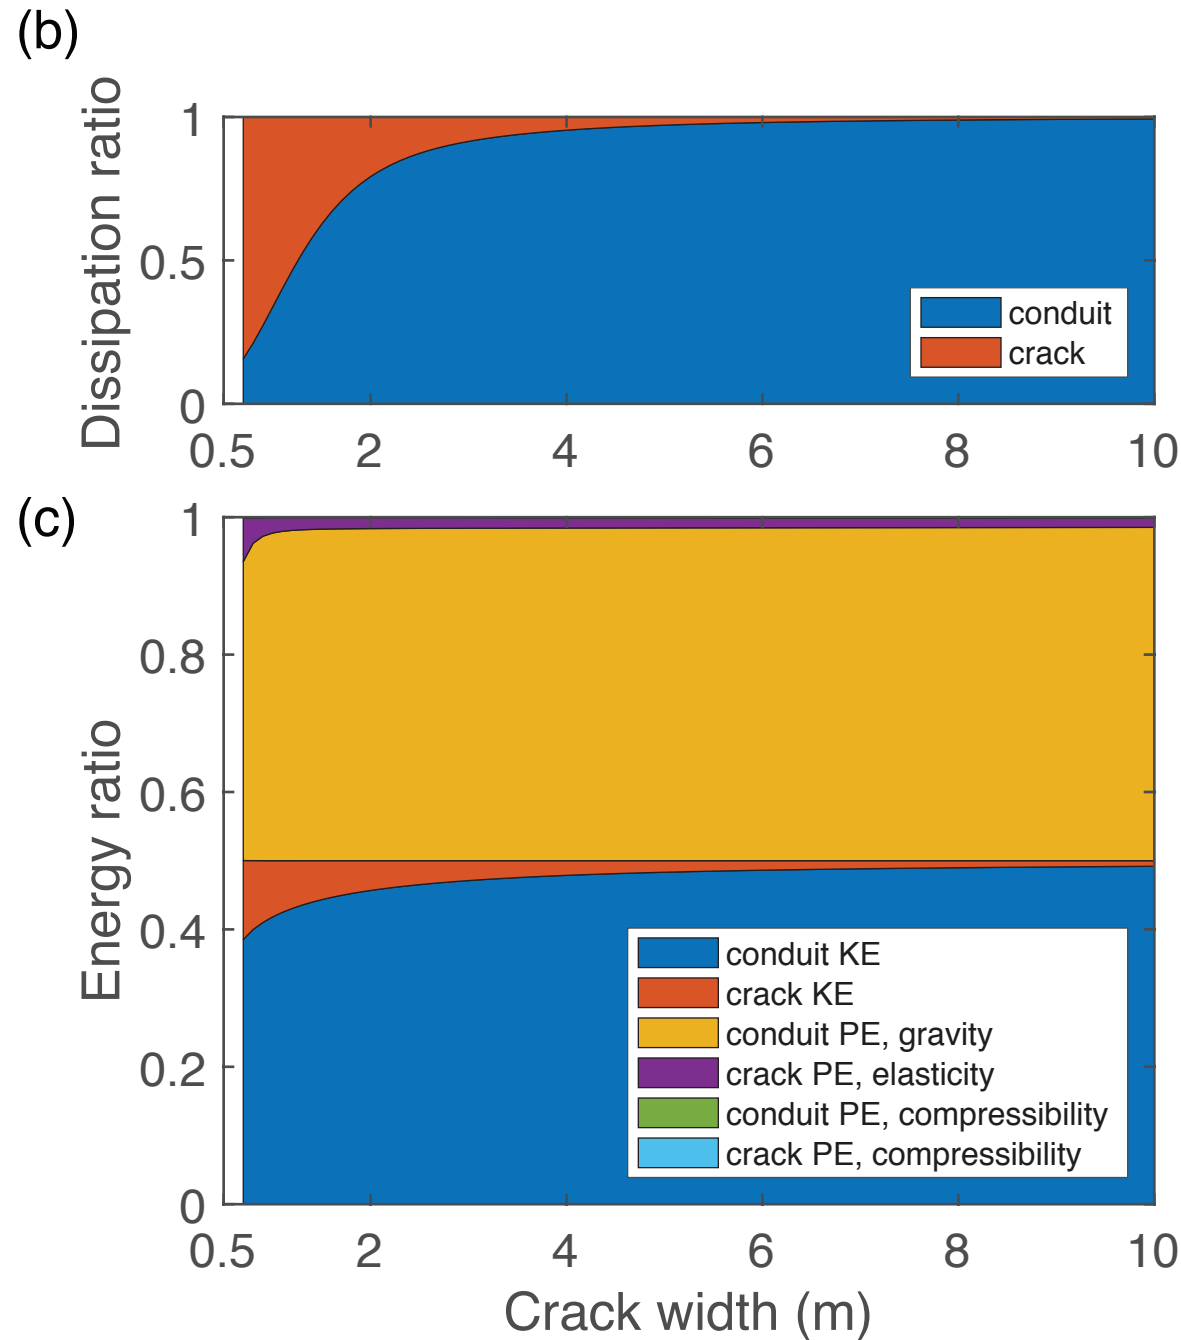 (b)
Dissipation ratio
1
0.5
0
conduit
crack
0.5 2 4 6 8 10
(c)
Energy ratio
1
0.8
0.6
0.4
0.2
0
conduit KE
crack KE
conduit PE, gravity
crack PE, elasticity
conduit PE, compressibility
crack PE, compressibility
0.5 2 4 6 8 10
Crack width (m)